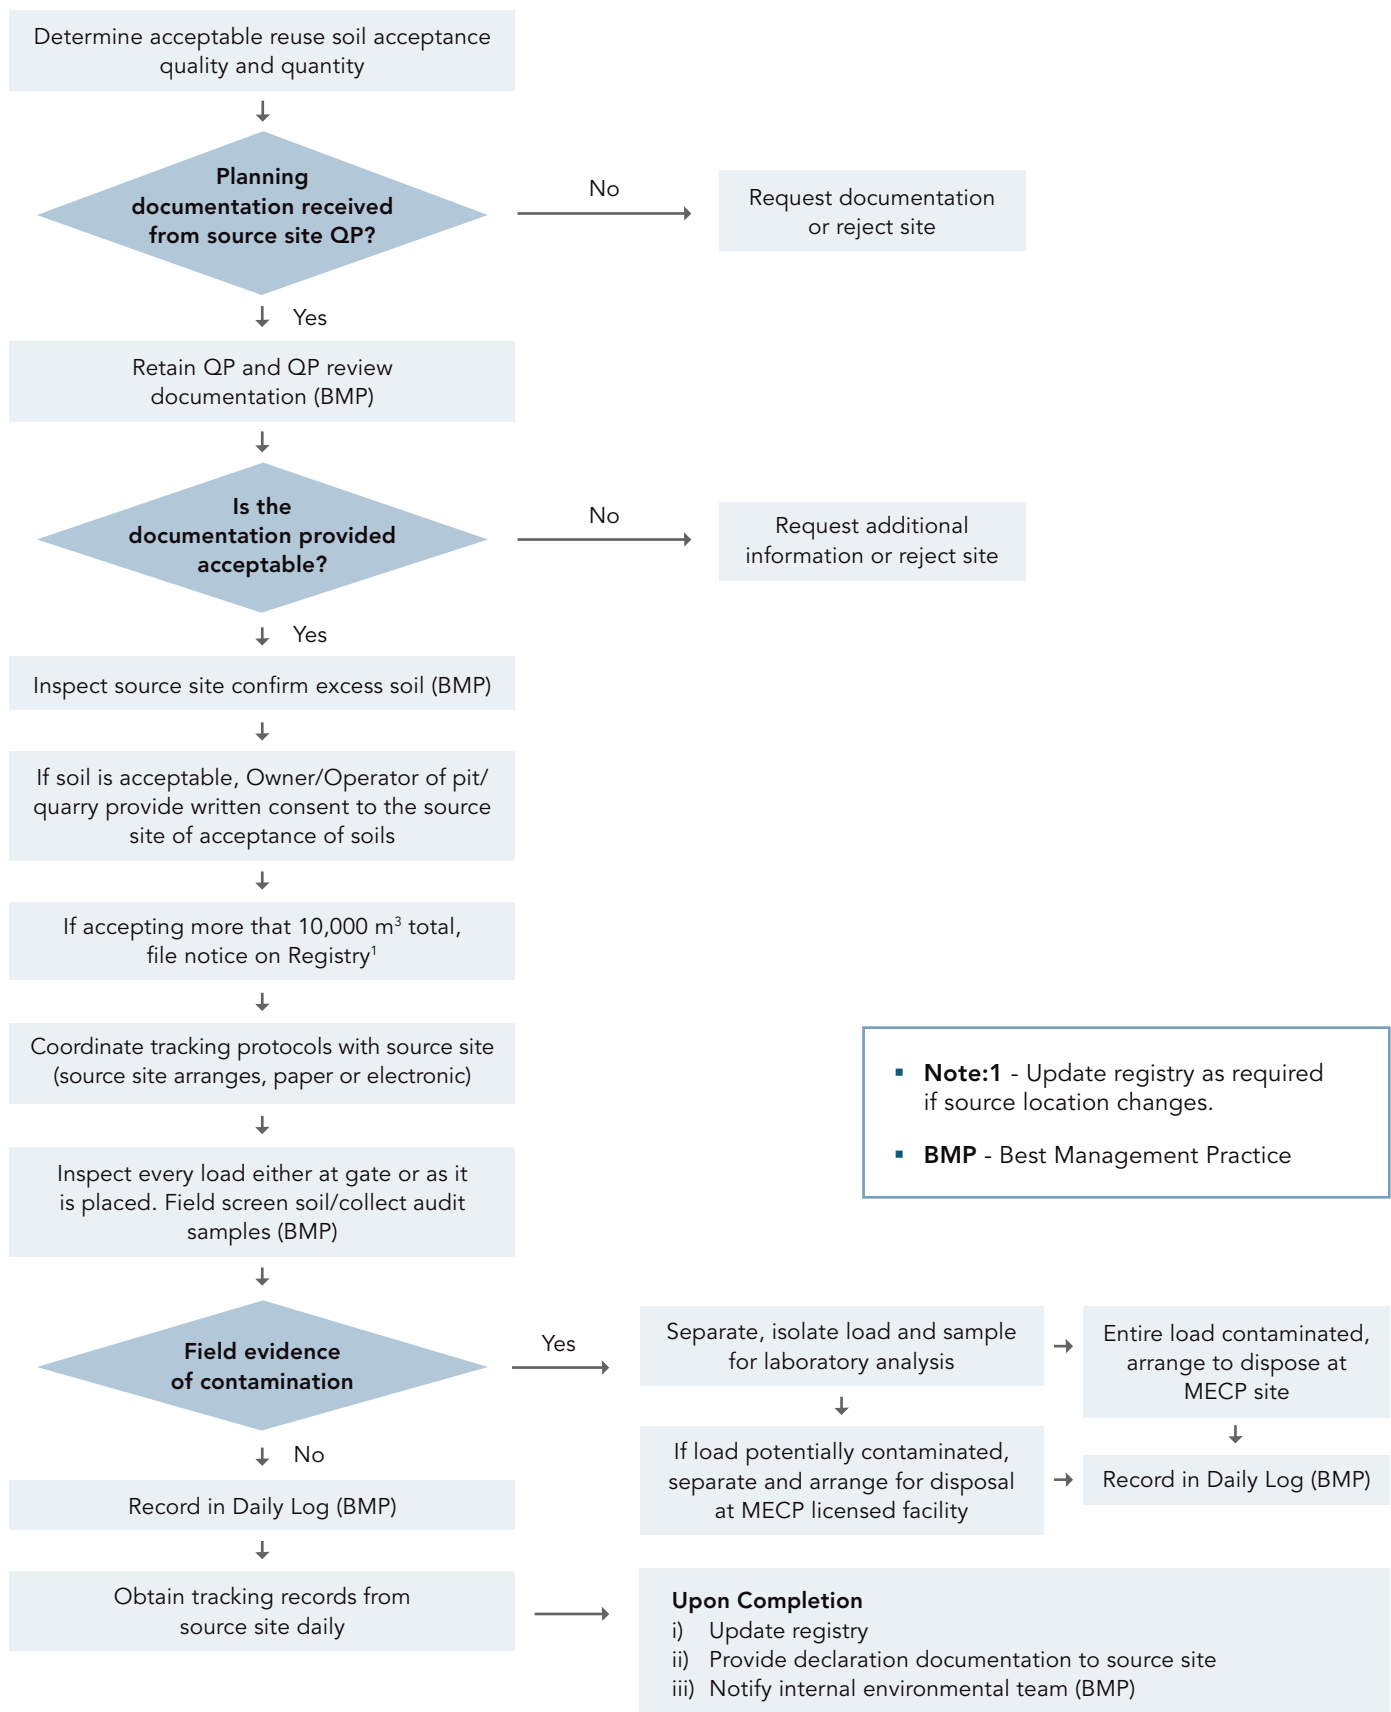 Determine acceptable reuse soil acceptance
quality and quantity
Planning
documentation received
from source site QP?
No
Request documentation
or reject site
Yes
Retain QP and QP review
documentation (BMP)
Is the
documentation provided
acceptable?
No
Request additional
information or reject site
Yes
Inspect source site confirm excess soil (BMP)
If soil is acceptable, Owner/Operator of pit/
quarry provide written consent to the source
site of acceptance of soils
If accepting more that 10,000 m³ total,
file notice on Registry¹
Coordinate tracking protocols with source site
(source site arranges, paper or electronic)
▪ Note:1 - Update registry as required
if source location changes.
▪ BMP - Best Management Practice
Inspect every load either at gate or as it
is placed. Field screen soil/collect audit
samples (BMP)
Field evidence
of contamination
Yes
Separate, isolate load and sample
for laboratory analysis
Entire load contaminated,
arrange to dispose at
MECP site
If load potentially contaminated,
separate and arrange for disposal
at MECP licensed facility
Record in Daily Log (BMP)
No
Record in Daily Log (BMP)
Obtain tracking records from
source site daily
Upon Completion
i) Update registry
ii) Provide declaration documentation to source site
iii) Notify internal environmental team (BMP)